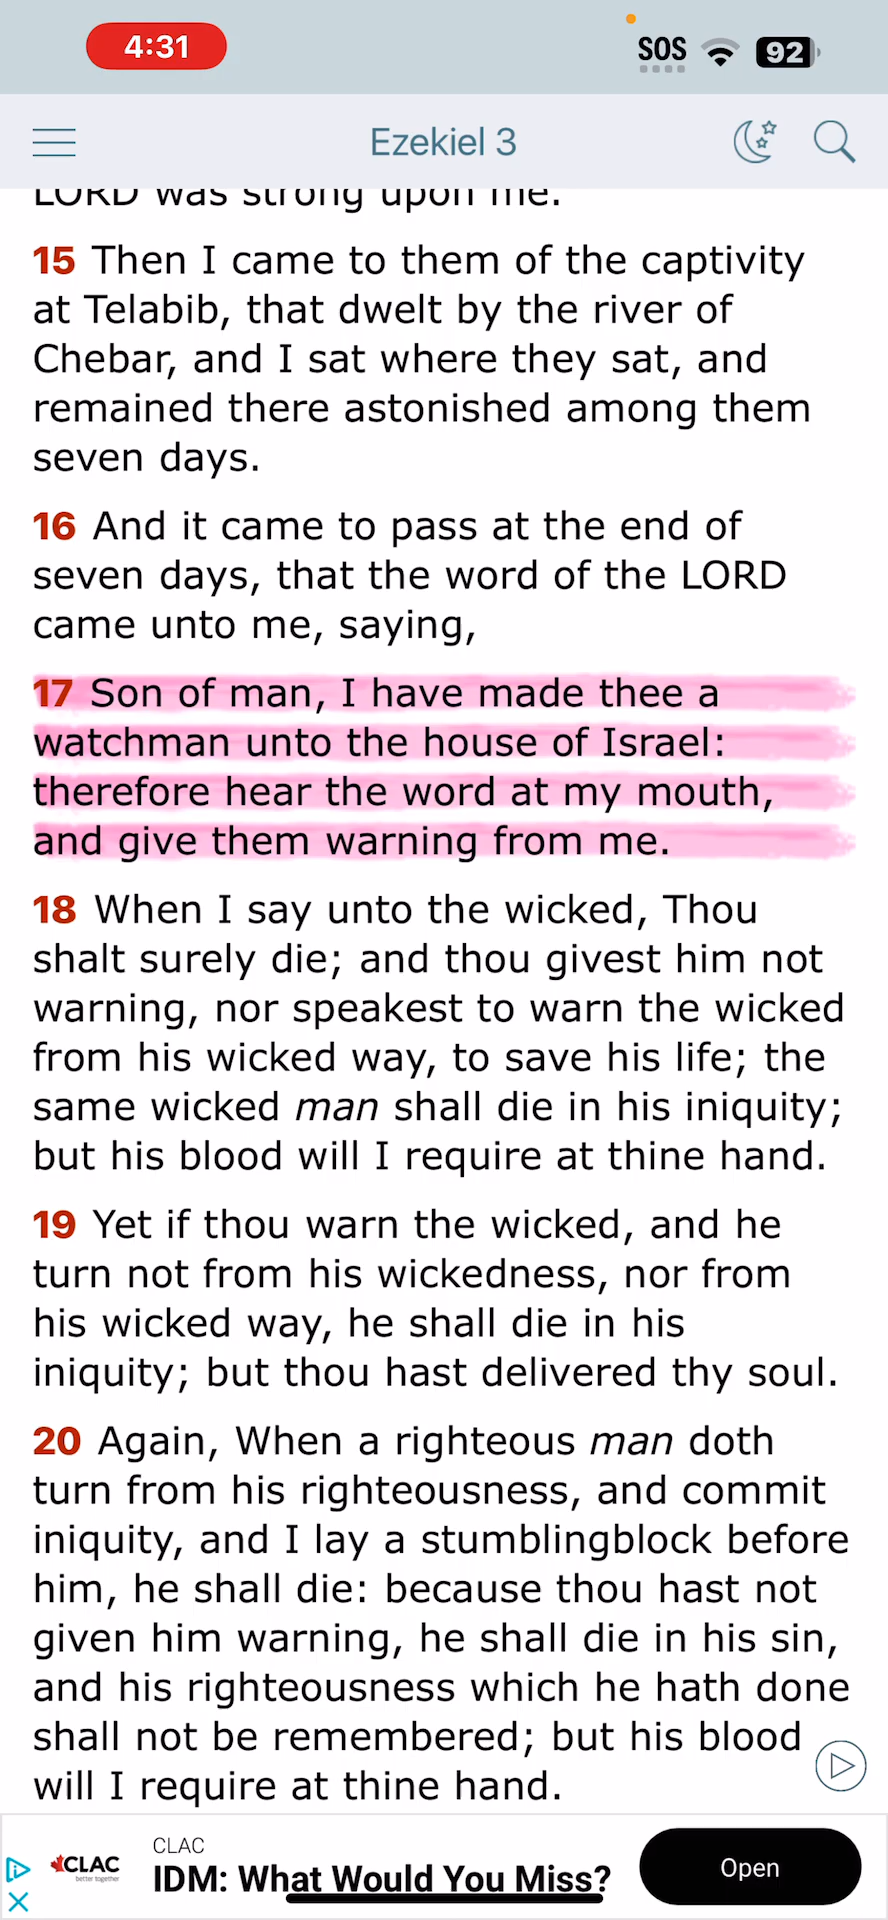 4:31
SOS
92
Ezekiel 3
LORD was strong upon me.
15 Then I came to them of the captivity
at Telabib, that dwelt by the river of
Chebar, and I sat where they sat, and
remained there astonished among them
seven days.
16 And it came to pass at the end of
seven days, that the word of the LORD
came unto me, saying,
17 Son of man, I have made thee a
watchman unto the house of Israel:
therefore hear the word at my mouth,
and give them warning from me.
18 When I say unto the wicked, Thou
shalt surely die; and thou givest him not
warning, nor speakest to warn the wicked
from his wicked way, to save his life; the
same wicked man shall die in his iniquity;
but his blood will I require at thine hand.
19 Yet if thou warn the wicked, and he
turn not from his wickedness, nor from
his wicked way, he shall die in his
iniquity; but thou hast delivered thy soul.
20 Again, When a righteous man doth
turn from his righteousness, and commit
iniquity, and I lay a stumblingblock before
him, he shall die: because thou hast not
given him warning, he shall die in his sin,
and his righteousness which he hath done
shall not be remembered; but his blood
will I require at thine hand.
CLAC
better together
CLAC
IDM: What Would You Miss?
Open